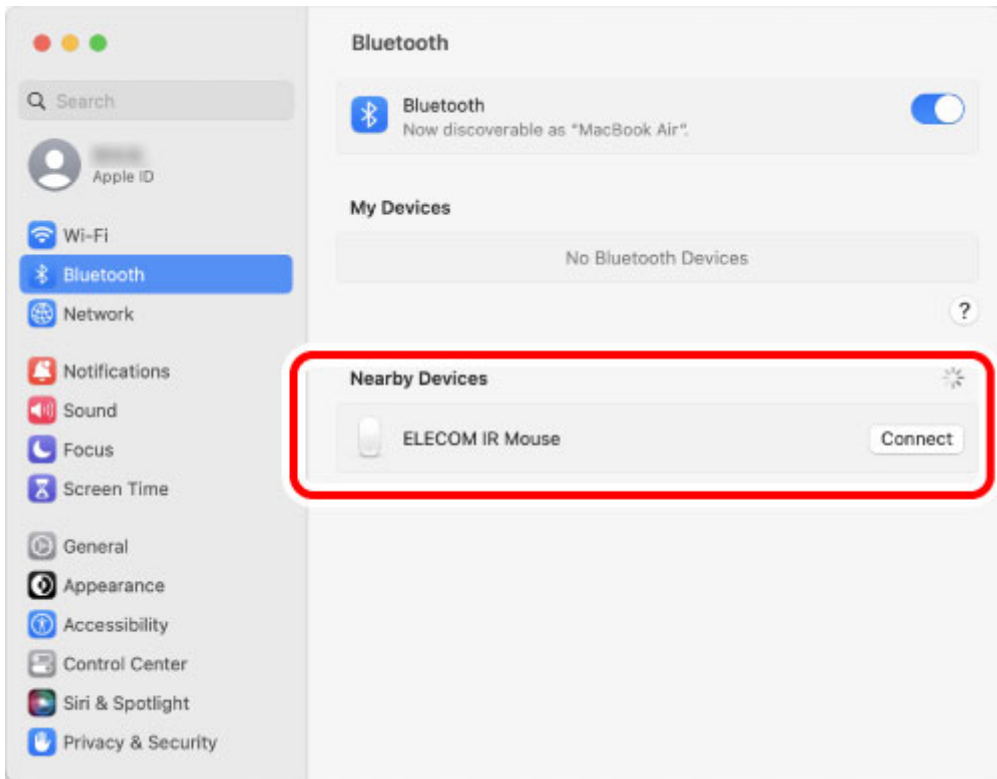 Search
Apple ID
Wi-Fi
Bluetooth
Network
Notifications
Sound
Focus
Screen Time
General
Appearance
Accessibility
Control Center
Siri & Spotlight
Privacy & Security
Bluetooth
Bluetooth
Now discoverable as “MacBook Air”.
My Devices
No Bluetooth Devices
?
Nearby Devices
ELECOM IR Mouse
Connect